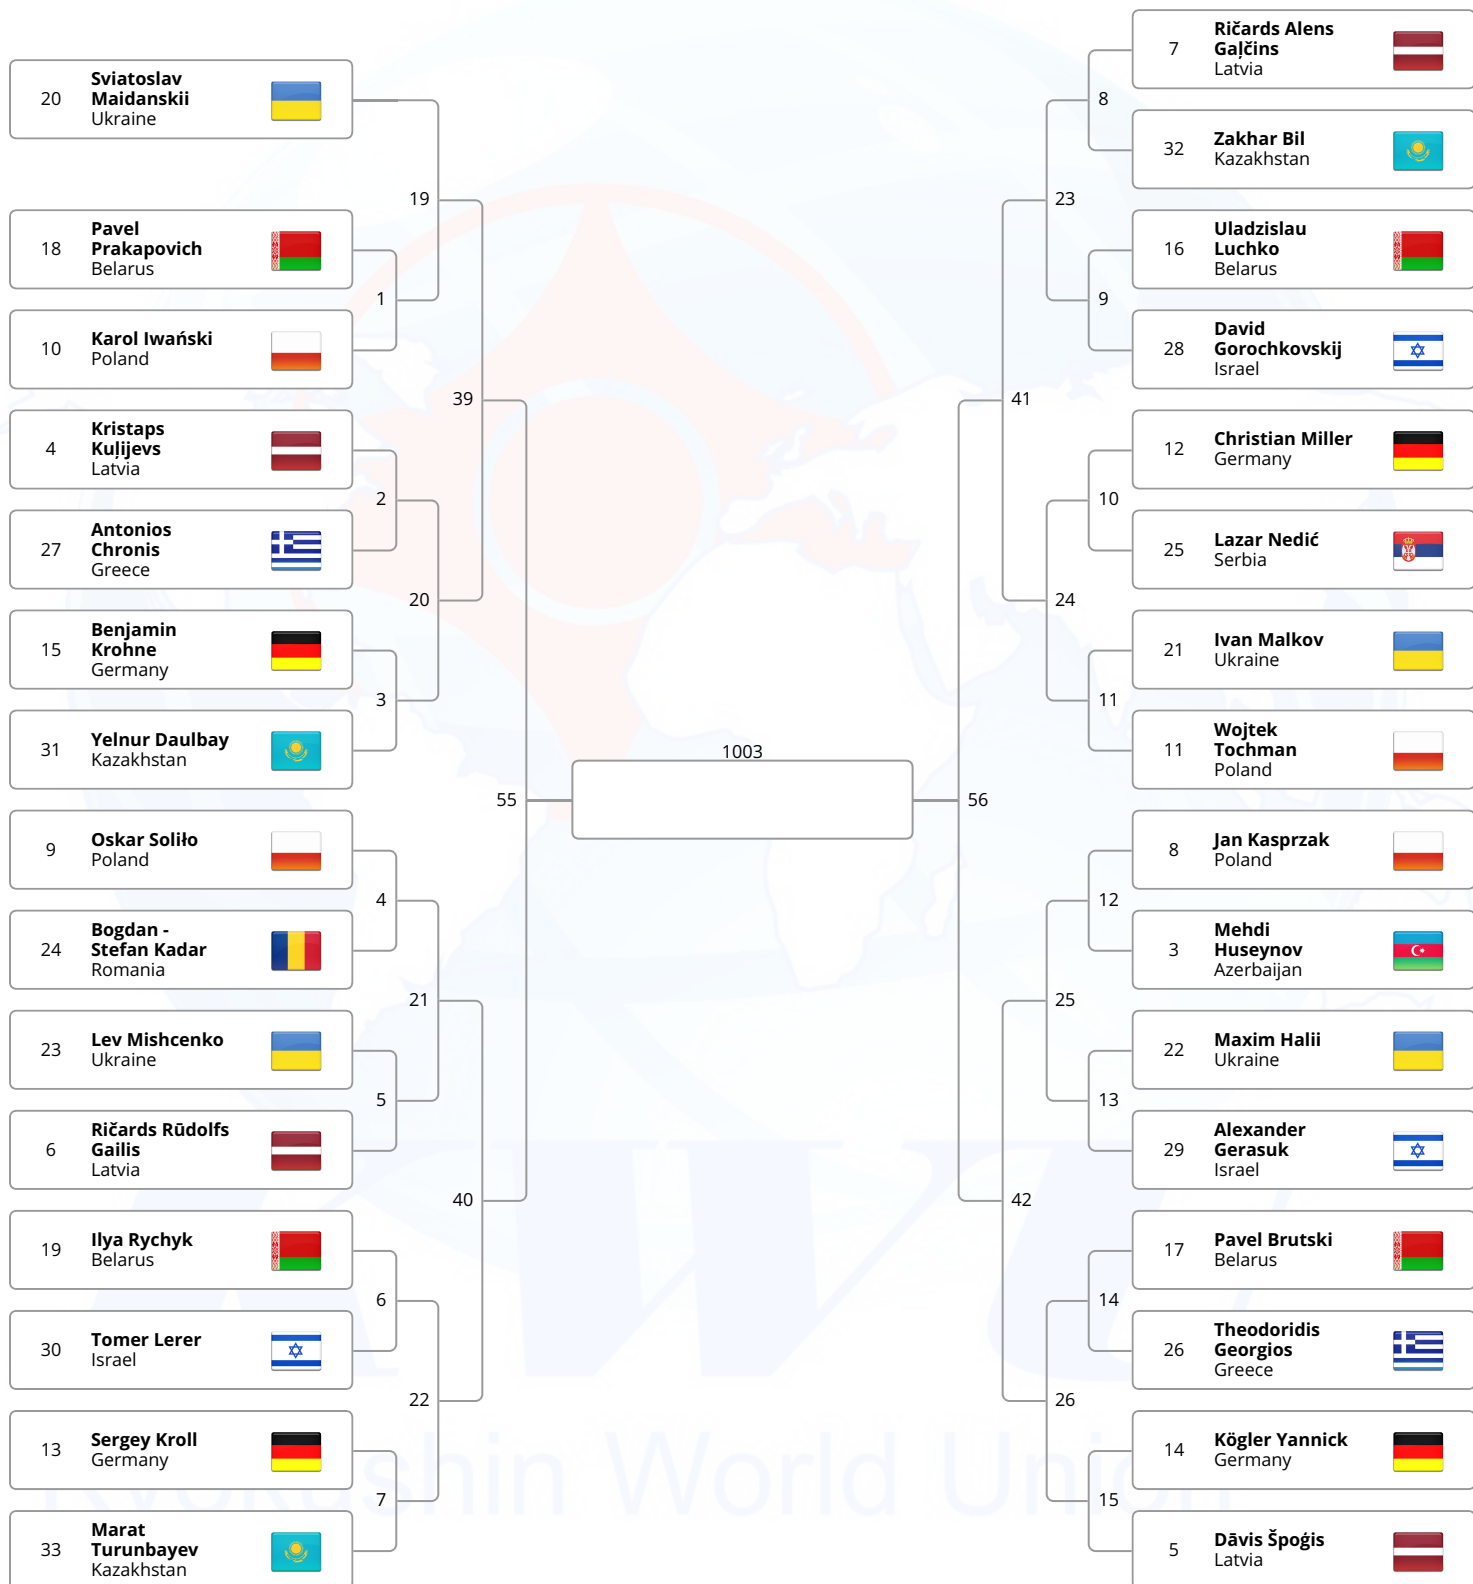 20
Sviatoslav
Maidanskii
Ukraine
18
Pavel
Prakapovich
Belarus
10
Karol Iwański
Poland
4
Kristaps
Kuļijevs
Latvia
27
Antonios
Chronis
Greece
15
Benjamin
Krohne
Germany
31
Yelnur Daulbay
Kazakhstan
9
Oskar Soliło
Poland
24
Bogdan -
Stefan Kadar
Romania
23
Lev Mishcenko
Ukraine
6
Ričards Rūdolfs
Gailis
Latvia
19
Ilya Rychyk
Belarus
30
Tomer Lerer
Israel
13
Sergey Kroll
Germany
33
Marat
Turunbayev
Kazakhstan
1
2
3
4
5
6
7
19
20
21
22
39
40
55
1003
56
41
42
23
24
25
26
8
9
10
11
12
13
14
15
7
Ričards Alens
Gaļčins
Latvia
32
Zakhar Bil
Kazakhstan
16
Uladzislau
Luchko
Belarus
28
David
Gorochkovskij
Israel
12
Christian Miller
Germany
25
Lazar Nedić
Serbia
21
Ivan Malkov
Ukraine
11
Wojtek
Tochman
Poland
8
Jan Kasprzak
Poland
3
Mehdi
Huseynov
Azerbaijan
22
Maxim Halii
Ukraine
29
Alexander
Gerasuk
Israel
17
Pavel Brutski
Belarus
26
Theodoridis
Georgios
Greece
14
Kögler Yannick
Germany
5
Dāvis Špoģis
Latvia
KWU
Kyokushin World Union